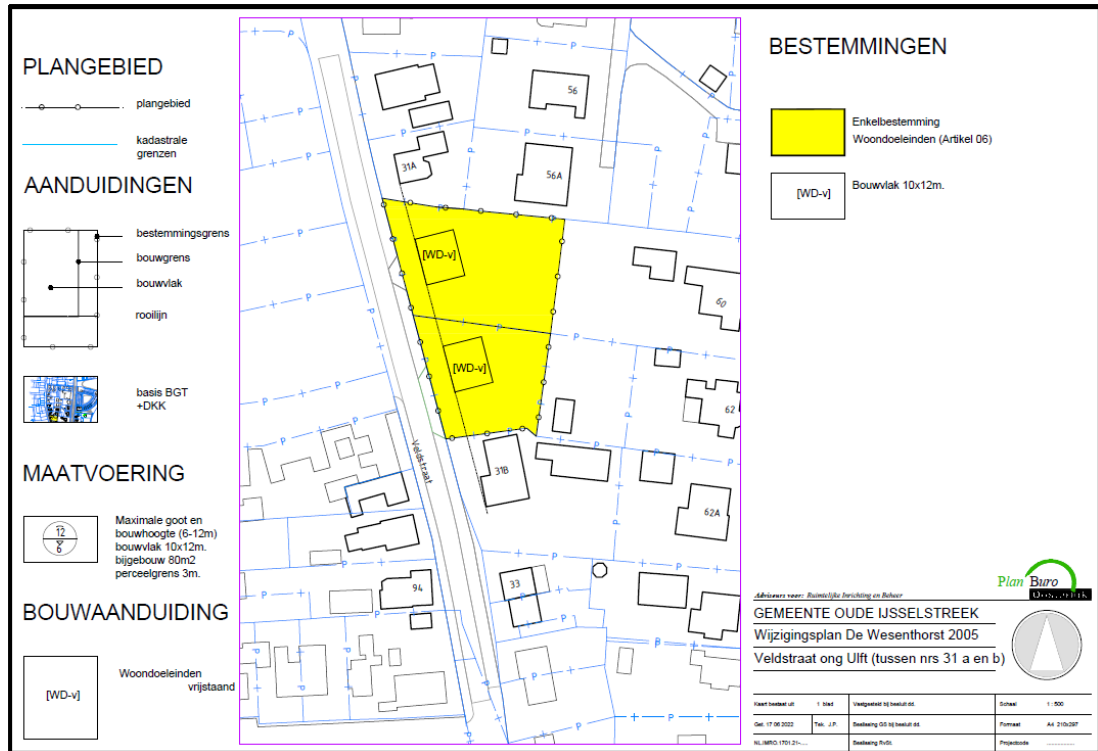 PLANGEBIED
plangebied
kadastrale
grenzen
AANDUIDINGEN
bestemmingsgrens
bouwgrens
bouwvlak
rooilijn
basis BGT
+DKK
MAATVOERING
12
6
Maximale goot en
bouwhoogte (6-12m)
bouwvlak 10x12m.
bijgebouw 80m2
perceelgrens 3m.
BOUWAANDUIDING
[WD-v]
Woondoeleinden
vrijstaand
56
31A
56A
[WD-v]
60
[WD-v]
62
Veldstraat
31B
62A
94
33
BESTEMMINGEN
Enkelbestemming
Woondoeleinden (Artikel 06)
[WD-v]
Bouwvlak 10x12m.
Plan Buro
Adviseurs voor: Ruimtelijke Inrichting en Beheer
GEMEENTE OUDE IJSSELSTREEK
Wijzigingsplan De Wesenthorst 2005
Veldstraat ong Ulft (tussen nrs 31 a en b)
Kaart bestaat uit 1 blad Vastgesteld bij besluit dd. Schaal 1:500
Get. 17 06 2022 Tek. J.P. Beslissing GS bij besluit dd. Formaat A4 210x297
NL.IMRO.1701.21-.... Beslissing RvSt. Projectcode ................